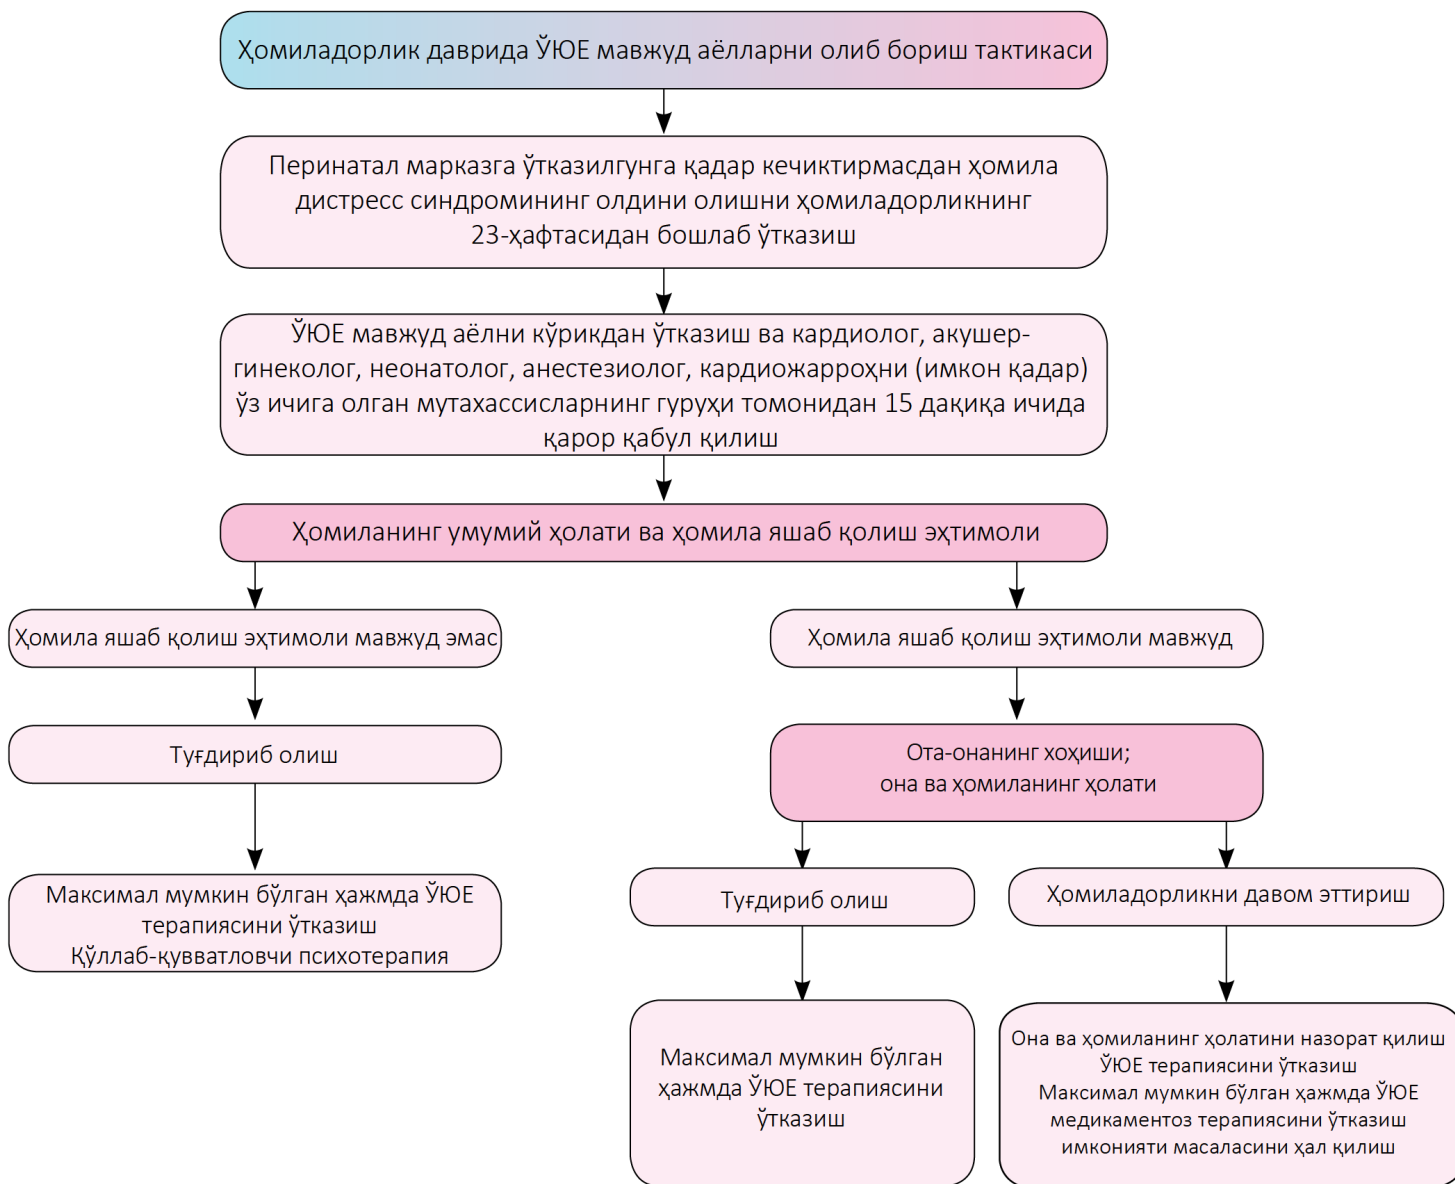 Ҳомиладорлик даврида ЎЮЕ мавжуд аёлларни олиб бориш тактикаси
Перинатал марказга ўтказилгунга қадар кечиктирмасдан ҳомила
дистресс синдромининг олдини олишни ҳомиладорликнинг
23-ҳафтасидан бошлаб ўтказиш
ЎЮЕ мавжуд аёлни кўрикдан ўтказиш ва кардиолог, акушер-
гинеколог, неонатолог, анестезиолог, кардиожарроҳни (имкон қадар)
ўз ичига олган мутахассисларнинг гуруҳи томонидан 15 дақиқа ичида
қарор қабул қилиш
Ҳомиланинг умумий ҳолати ва ҳомила яшаб қолиш эҳтимоли
Ҳомила яшаб қолиш эҳтимоли мавжуд эмас
Туғдириб олиш
Максимал мумкин бўлган ҳажмда ЎЮЕ
терапиясини ўтказиш
Қўллаб-қувватловчи психотерапия
Ҳомила яшаб қолиш эҳтимоли мавжуд
Ота-онанинг хоҳиши;
она ва ҳомиланинг ҳолати
Туғдириб олиш
Максимал мумкин бўлган
ҳажмда ЎЮЕ терапиясини
ўтказиш
Ҳомиладорликни давом эттириш
Она ва ҳомиланинг ҳолатини назорат қилиш
ЎЮЕ терапиясини ўтказиш
Максимал мумкин бўлган ҳажмда ЎЮЕ
медикаментоз терапиясини ўтказиш
имконияти масаласини ҳал қилиш